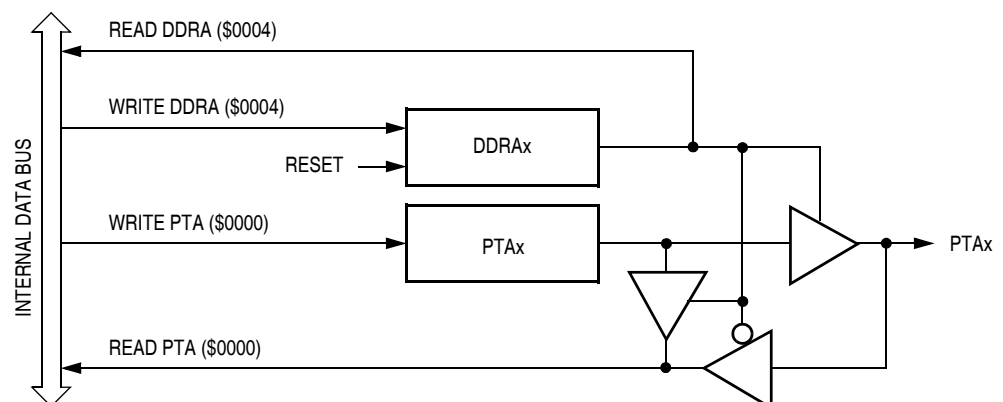 READ DDRA ($0004)
WRITE DDRA ($0004)
DDRAx
RESET
INTERNAL DATA BUS
WRITE PTA ($0000)
PTAx
PTAx
READ PTA ($0000)